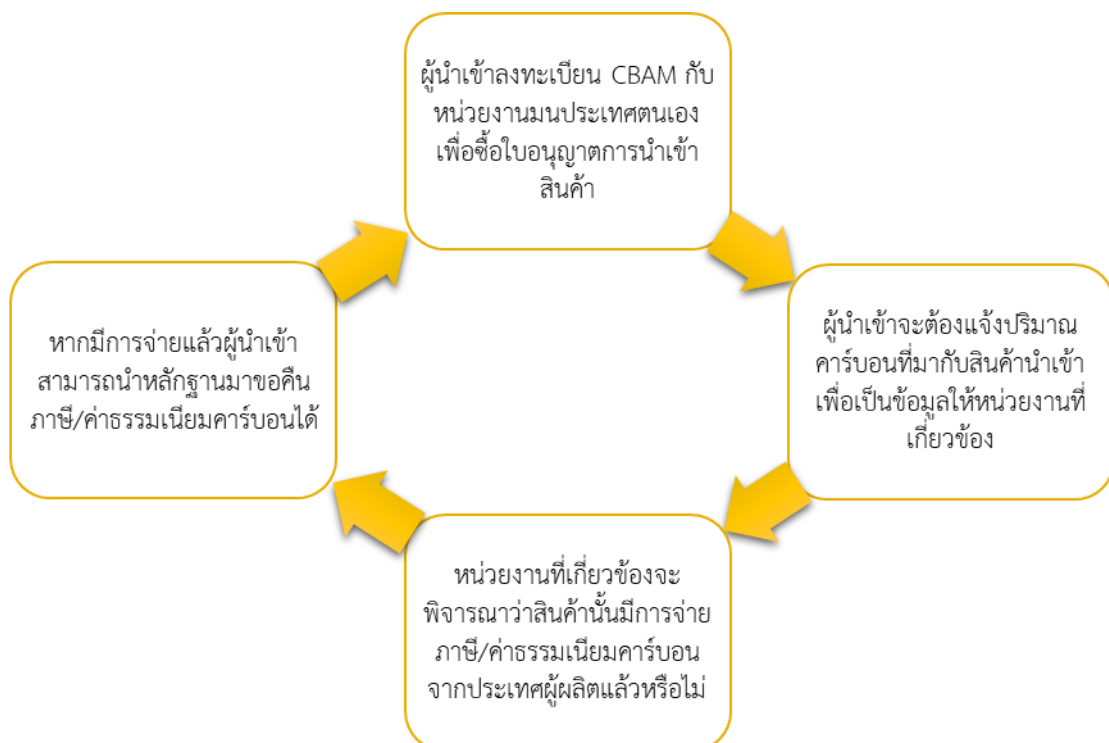 ผู้นำเข้าลงทะเบียน CBAM กับ
หน่วยงานมนประเทศตนเอง
เพื่อซื้อใบอนุญาตการนำเข้า
สินค้า
ผู้นำเข้าจะต้องแจ้งปริมาณ
คาร์บอนที่มากับสินค้านำเข้า
เพื่อเป็นข้อมูลให้หน่วยงานที่
เกี่ยวข้อง
หน่วยงานที่เกี่ยวข้องจะ
พิจารณาว่าสินค้านั้นมีการจ่าย
ภาษี/ค่าธรรมเนียมคาร์บอน
จากประเทศผู้ผลิตแล้วหรือไม่
หากมีการจ่ายแล้วผู้นำเข้า
สามารถนำหลักฐานมาขอคืน
ภาษี/ค่าธรรมเนียมคาร์บอนได้